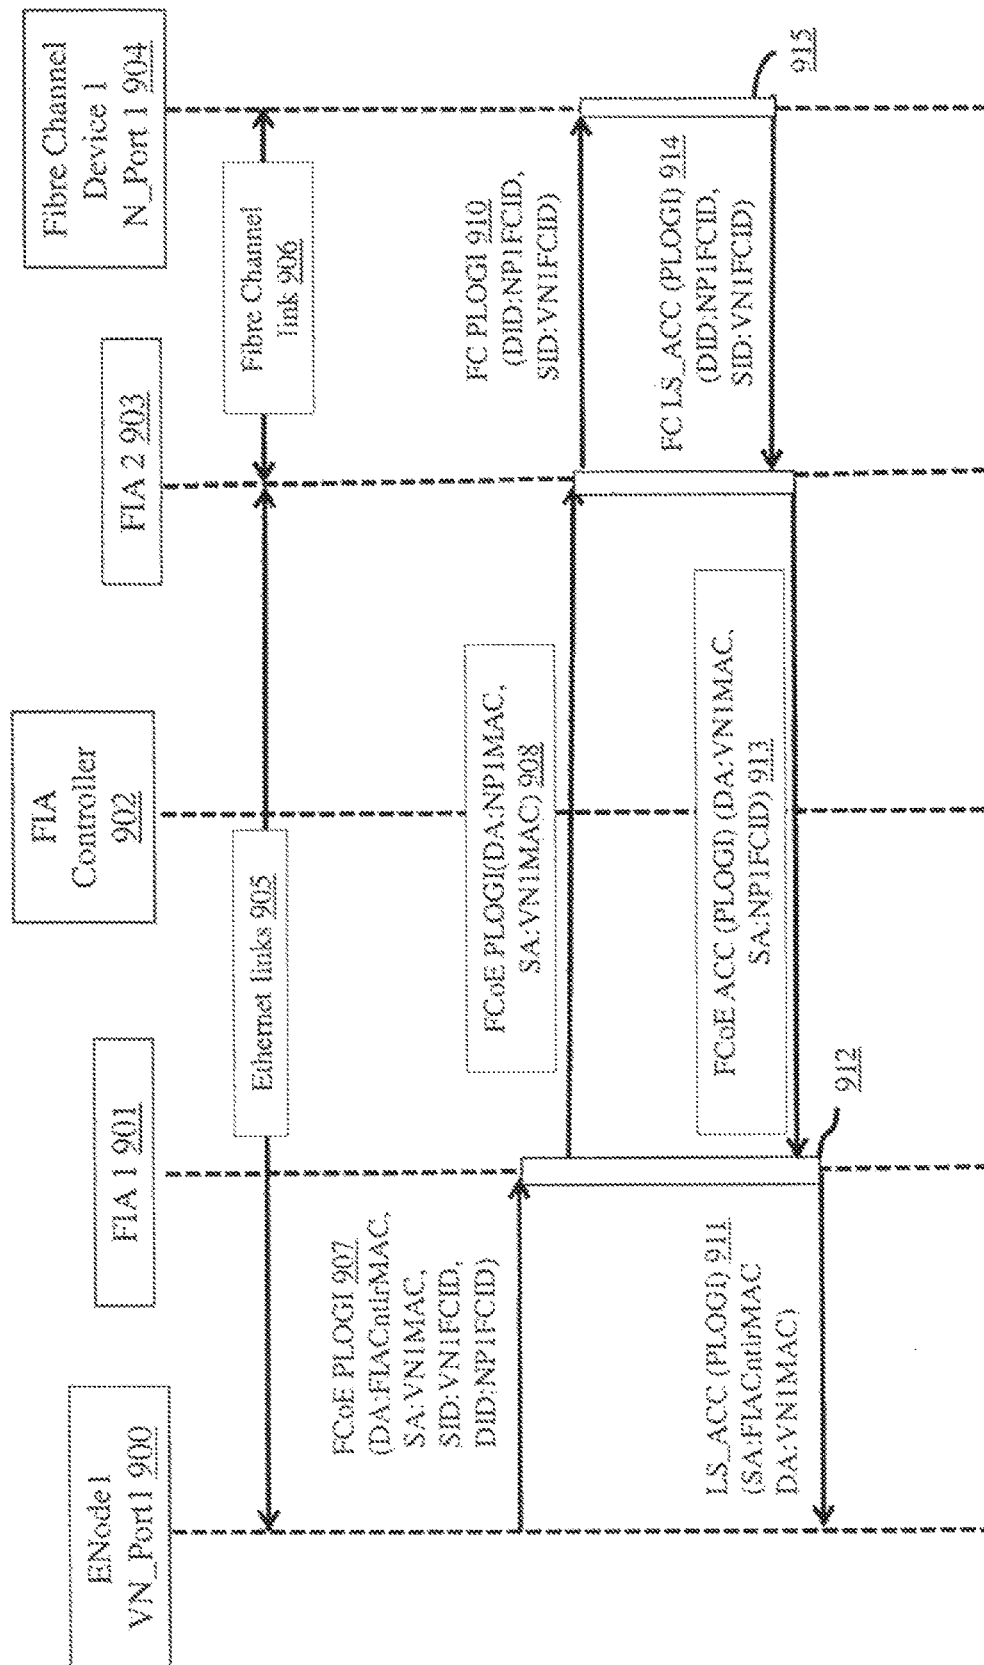 ENode1
VN_Port1 900
FIA 1 901
FIA
Controller
902
FIA 2 903
Fibre Channel
Device 1
N_Port 1 904
Ethernet links 905
Fibre Channel
link 906
FCoE PLOGI 907
(DA:FIACntlrMAC,
SA:VN1MAC,
SID:VN1FCID,
DID:NP1FCID)
FCoE PLOGI(DA:NP1MAC,
SA:VN1MAC) 908
FC PLOGI 910
(DID:NP1FCID,
SID:VN1FCID)
LS_ACC (PLOGI) 911
(SA:FIACntlrMAC
DA:VN1MAC)
912
FCoE ACC (PLOGI) (DA:VN1MAC,
SA:NP1FCID) 913
FC LS_ACC (PLOGI) 914
(DID:NP1FCID,
SID:VN1FCID)
915